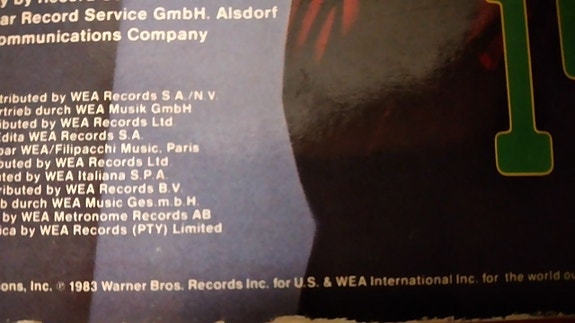 ar Record Service GmbH. Alsdorf
ommunications Company
tributed by WEA Records S.A./N.V.
rtrieb durch WEA Musik GmbH
ibuted by WEA Records Ltd.
Edita WEA Records S.A.
par WEA/Filipacchi Music, Paris
buted by WEA Records Ltd.
uted by WEA Italiana S.P.A.
ributed by WEA Records B.V.
b durch WEA Music Ges.m.b.H.
by WEA Metronome Records AB
ica by WEA Records (PTY) Limited
ons, Inc. ℗ 1983 Warner Bros. Records Inc. for U.S. & WEA International Inc. for the world ou